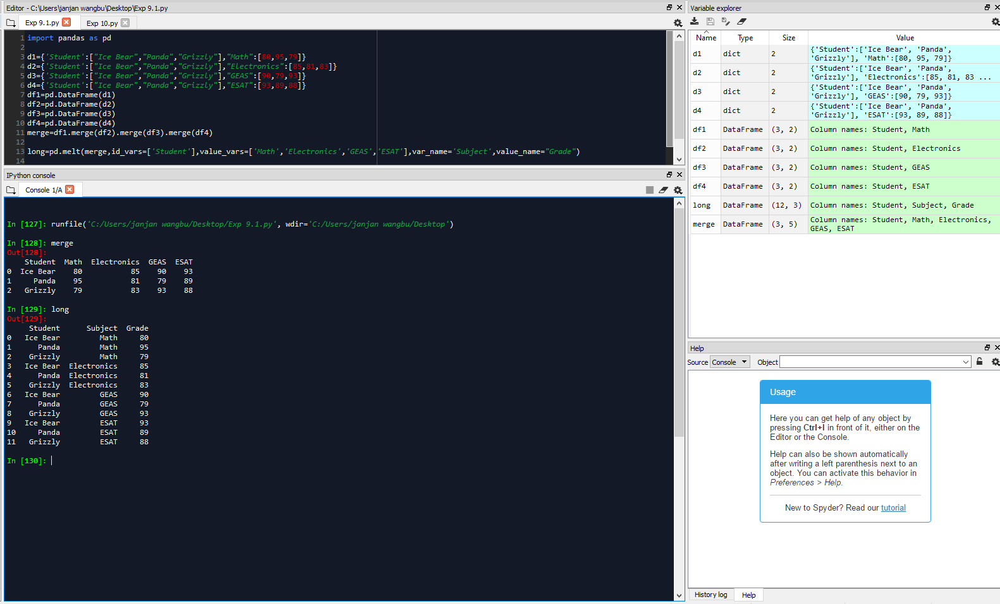 Editor - C:\Users\janjan wangbu\Desktop\Exp 9.1.py
Exp 9.1.py
Exp 10.py
1 import pandas as pd
2
3 d1={'Student':["Ice Bear","Panda","Grizzly"],"Math":[80,95,79]}
4 d2={'Student':["Ice Bear","Panda","Grizzly"],"Electronics":[85,81,83]}
5 d3={'Student':["Ice Bear","Panda","Grizzly"],"GEAS":[90,79,93]}
6 d4={'Student':["Ice Bear","Panda","Grizzly"],"ESAT":[93,89,88]}
7 df1=pd.DataFrame(d1)
8 df2=pd.DataFrame(d2)
9 df3=pd.DataFrame(d3)
10 df4=pd.DataFrame(d4)
11 merge=df1.merge(df2).merge(df3).merge(df4)
12
13 long=pd.melt(merge,id_vars=['Student'],value_vars=['Math','Electronics','GEAS','ESAT'],var_name='Subject',value_name="Grade")
14
IPython console
Console 1/A
In [127]: runfile('C:/Users/janjan wangbu/Desktop/Exp 9.1.py', wdir='C:/Users/janjan wangbu/Desktop')
In [128]: merge
Out[128]:
Student Math Electronics GEAS ESAT
0 Ice Bear 80 85 90 93
1 Panda 95 81 79 89
2 Grizzly 79 83 93 88
In [129]: long
Out[129]:
Student Subject Grade
0 Ice Bear Math 80
1 Panda Math 95
2 Grizzly Math 79
3 Ice Bear Electronics 85
4 Panda Electronics 81
5 Grizzly Electronics 83
6 Ice Bear GEAS 90
7 Panda GEAS 79
8 Grizzly GEAS 93
9 Ice Bear ESAT 93
10 Panda ESAT 89
11 Grizzly ESAT 88
In [130]:
Variable explorer
Name Type Size Value
d1 dict 2 {'Student':['Ice Bear', 'Panda',
'Grizzly'], 'Math':[80, 95, 79]}
d2 dict 2 {'Student':['Ice Bear', 'Panda',
'Grizzly'], 'Electronics':[85, 81, 83 ...
d3 dict 2 {'Student':['Ice Bear', 'Panda',
'Grizzly'], 'GEAS':[90, 79, 93]}
d4 dict 2 {'Student':['Ice Bear', 'Panda',
'Grizzly'], 'ESAT':[93, 89, 88]}
df1 DataFrame (3, 2) Column names: Student, Math
df2 DataFrame (3, 2) Column names: Student, Electronics
df3 DataFrame (3, 2) Column names: Student, GEAS
df4 DataFrame (3, 2) Column names: Student, ESAT
long DataFrame (12, 3) Column names: Student, Subject, Grade
merge DataFrame (3, 5) Column names: Student, Math, Electronics,
GEAS, ESAT
Help
Source Console Object
Usage
Here you can get help of any object by
pressing Ctrl+I in front of it, either on the
Editor or the Console.
Help can also be shown automatically
after writing a left parenthesis next to an
object. You can activate this behavior in
Preferences > Help.
New to Spyder? Read our tutorial
History log
Help